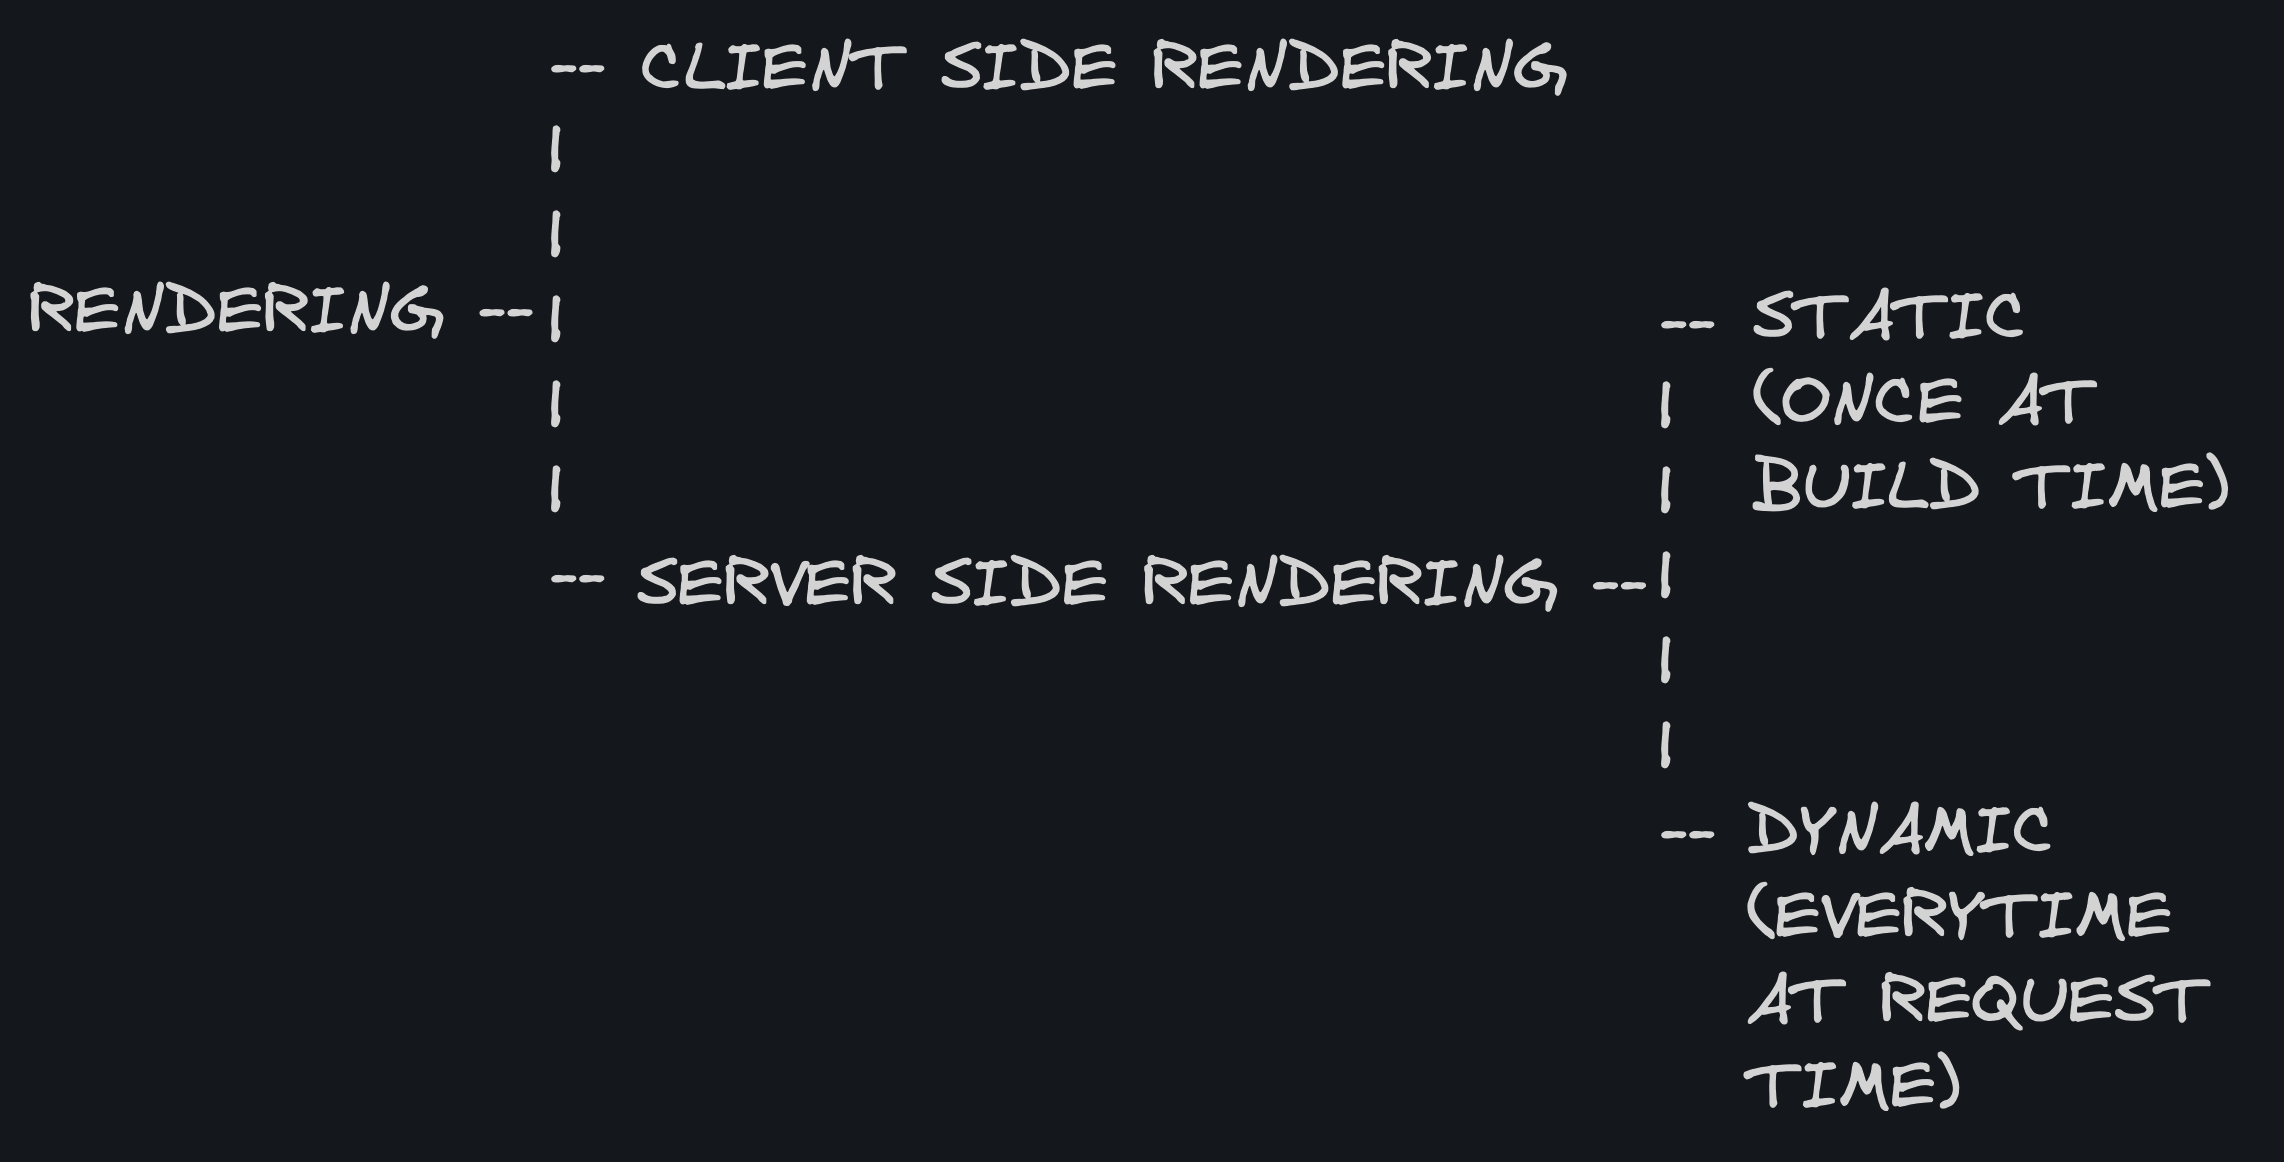 -- CLIENT SIDE RENDERING
|
|
RENDERING --|
|
|
-- SERVER SIDE RENDERING --|
-- STATIC
| (ONCE AT
| BUILD TIME)
|
|
-- DYNAMIC
(EVERYTIME
AT REQUEST
TIME)